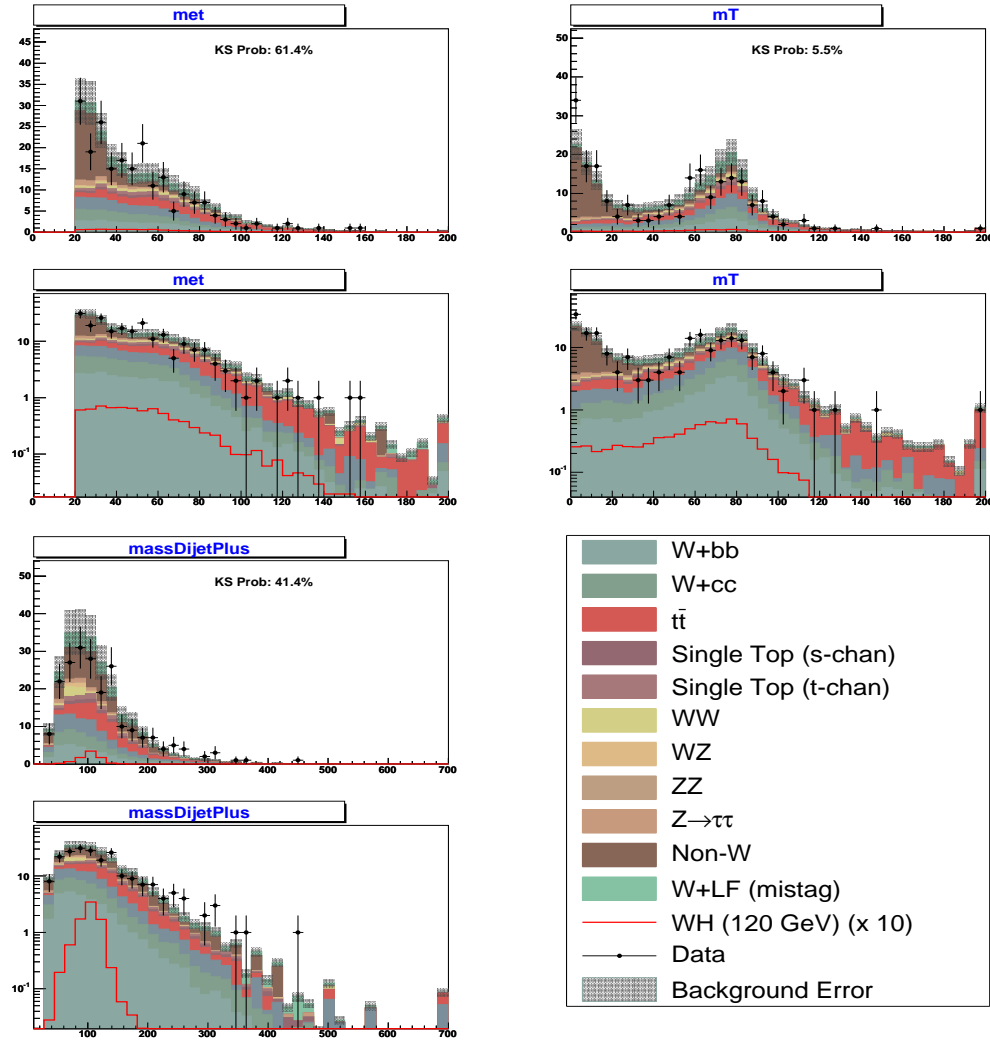 met
KS Prob: 61.4%
45
40
35
30
25
20
15
10
5
0
0 20 40 60 80 100 120 140 160 180 200
mT
KS Prob: 5.5%
50
40
30
20
10
0
0 20 40 60 80 100 120 140 160 180 200
met
10
1
10⁻¹
0 20 40 60 80 100 120 140 160 180 200
mT
10
1
10⁻¹
0 20 40 60 80 100 120 140 160 180 200
massDijetPlus
KS Prob: 41.4%
50
40
30
20
10
0
100 200 300 400 500 600 700
massDijetPlus
10
1
10⁻¹
100 200 300 400 500 600 700
W+bb
W+cc
tt̄
Single Top (s-chan)
Single Top (t-chan)
WW
WZ
ZZ
Z→ττ
Non-W
W+LF (mistag)
WH (120 GeV) (x 10)
Data
Background Error